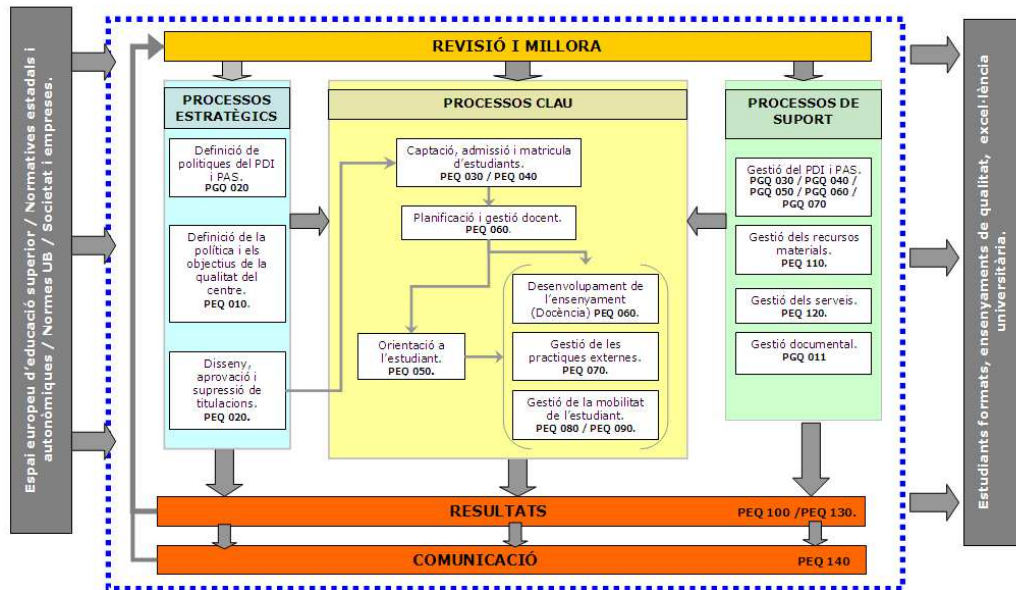 Espai europeu d'educació superior / Normatives estadals i
autonòmiques / Normes UB / Societat i empreses.
REVISIÓ I MILLORA
PROCESSOS
ESTRATÈGICS
Definició de
politiques del PDI i
PAS.
PGQ 020
Definició de la
política i els
objectius de la
qualitat del
centre.
PEQ 010.
Disseny,
aprovació i
supressió de
titulacions.
PEQ 020.
PROCESSOS CLAU
Captació, admissió i matricula
d'estudiants.
PEQ 030 / PEQ 040
Planificació i gestió docent.
PEQ 060.
Desenvolupament de
l'ensenyament
(Docència) PEQ 060.
Orientació a
l'estudiant.
PEQ 050.
Gestió de les
practiques externes.
PEQ 070.
Gestió de la mobilitat
de l'estudiant.
PEQ 080 / PEQ 090.
PROCESSOS DE
SUPORT
Gestió del PDI i PAS.
PGQ 030 / PGQ 040 /
PGQ 050 / PGQ 060 /
PGQ 070
Gestió dels recursos
materials.
PEQ 110.
Gestió dels serveis.
PEQ 120.
Gestió documental.
PGQ 011
RESULTATS
PEQ 100 /PEQ 130.
COMUNICACIÓ
PEQ 140
Estudiants formats, ensenyaments de qualitat, excel·lència
universitària.